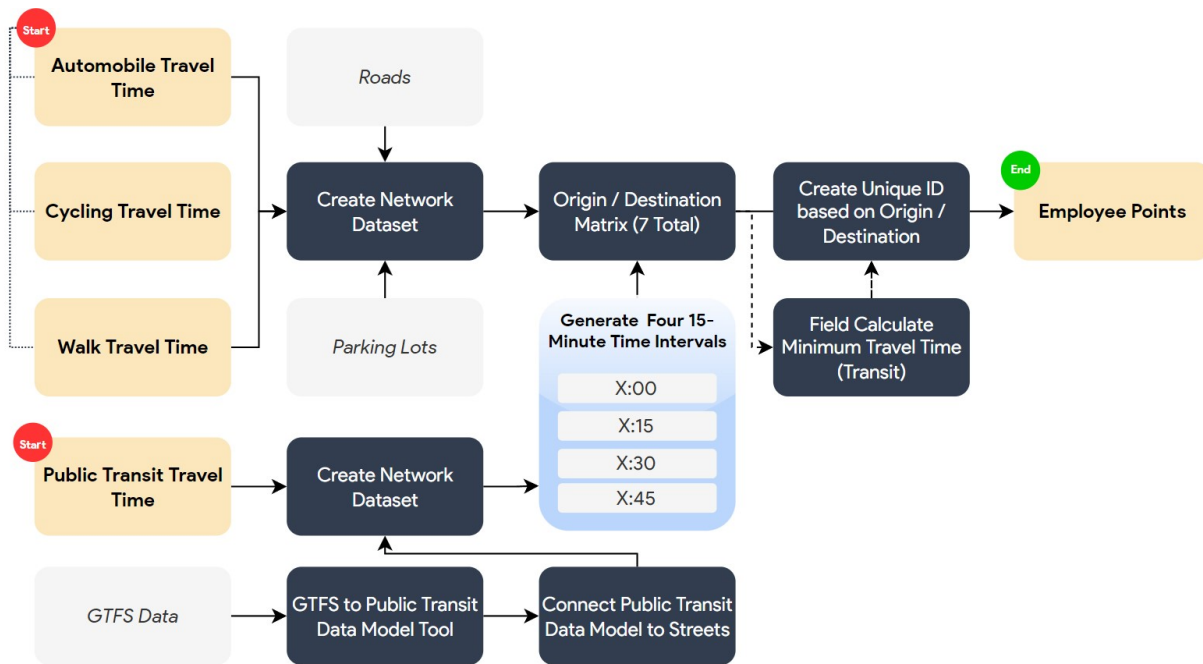 Start
Automobile Travel
Time
Roads
Cycling Travel Time
Create Network
Dataset
Origin / Destination
Matrix (7 Total)
Create Unique ID
based on Origin /
Destination
End
Employee Points
Walk Travel Time
Parking Lots
Generate Four 15-
Minute Time Intervals
X:00
X:15
X:30
X:45
Field Calculate
Minimum Travel Time
(Transit)
Start
Public Transit Travel
Time
Create Network
Dataset
GTFS Data
GTFS to Public Transit
Data Model Tool
Connect Public Transit
Data Model to Streets